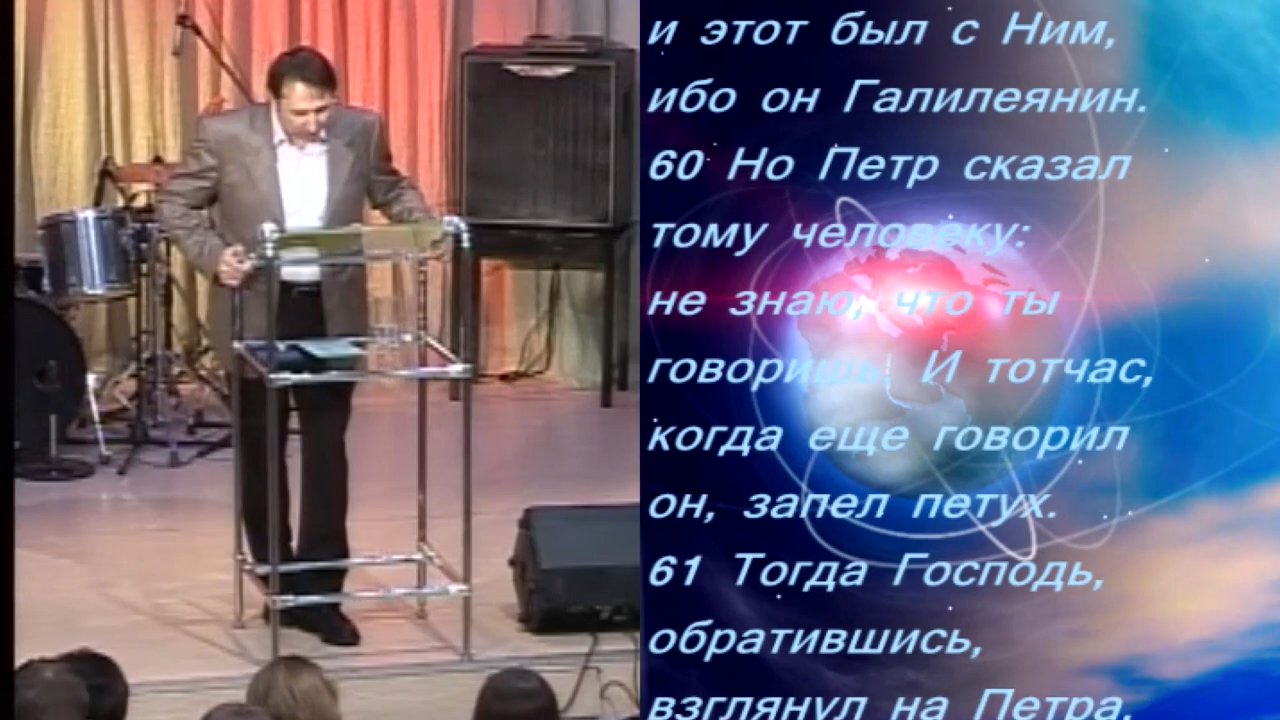 и этот был с Ним,
ибо он Галилеянин.
60 Но Петр сказал
тому человеку:
не знаю, что ты
говоришь. И тотчас,
когда еще говорил
он, запел петух.
61 Тогда Господь,
обратившись,
взглянул на Петра,